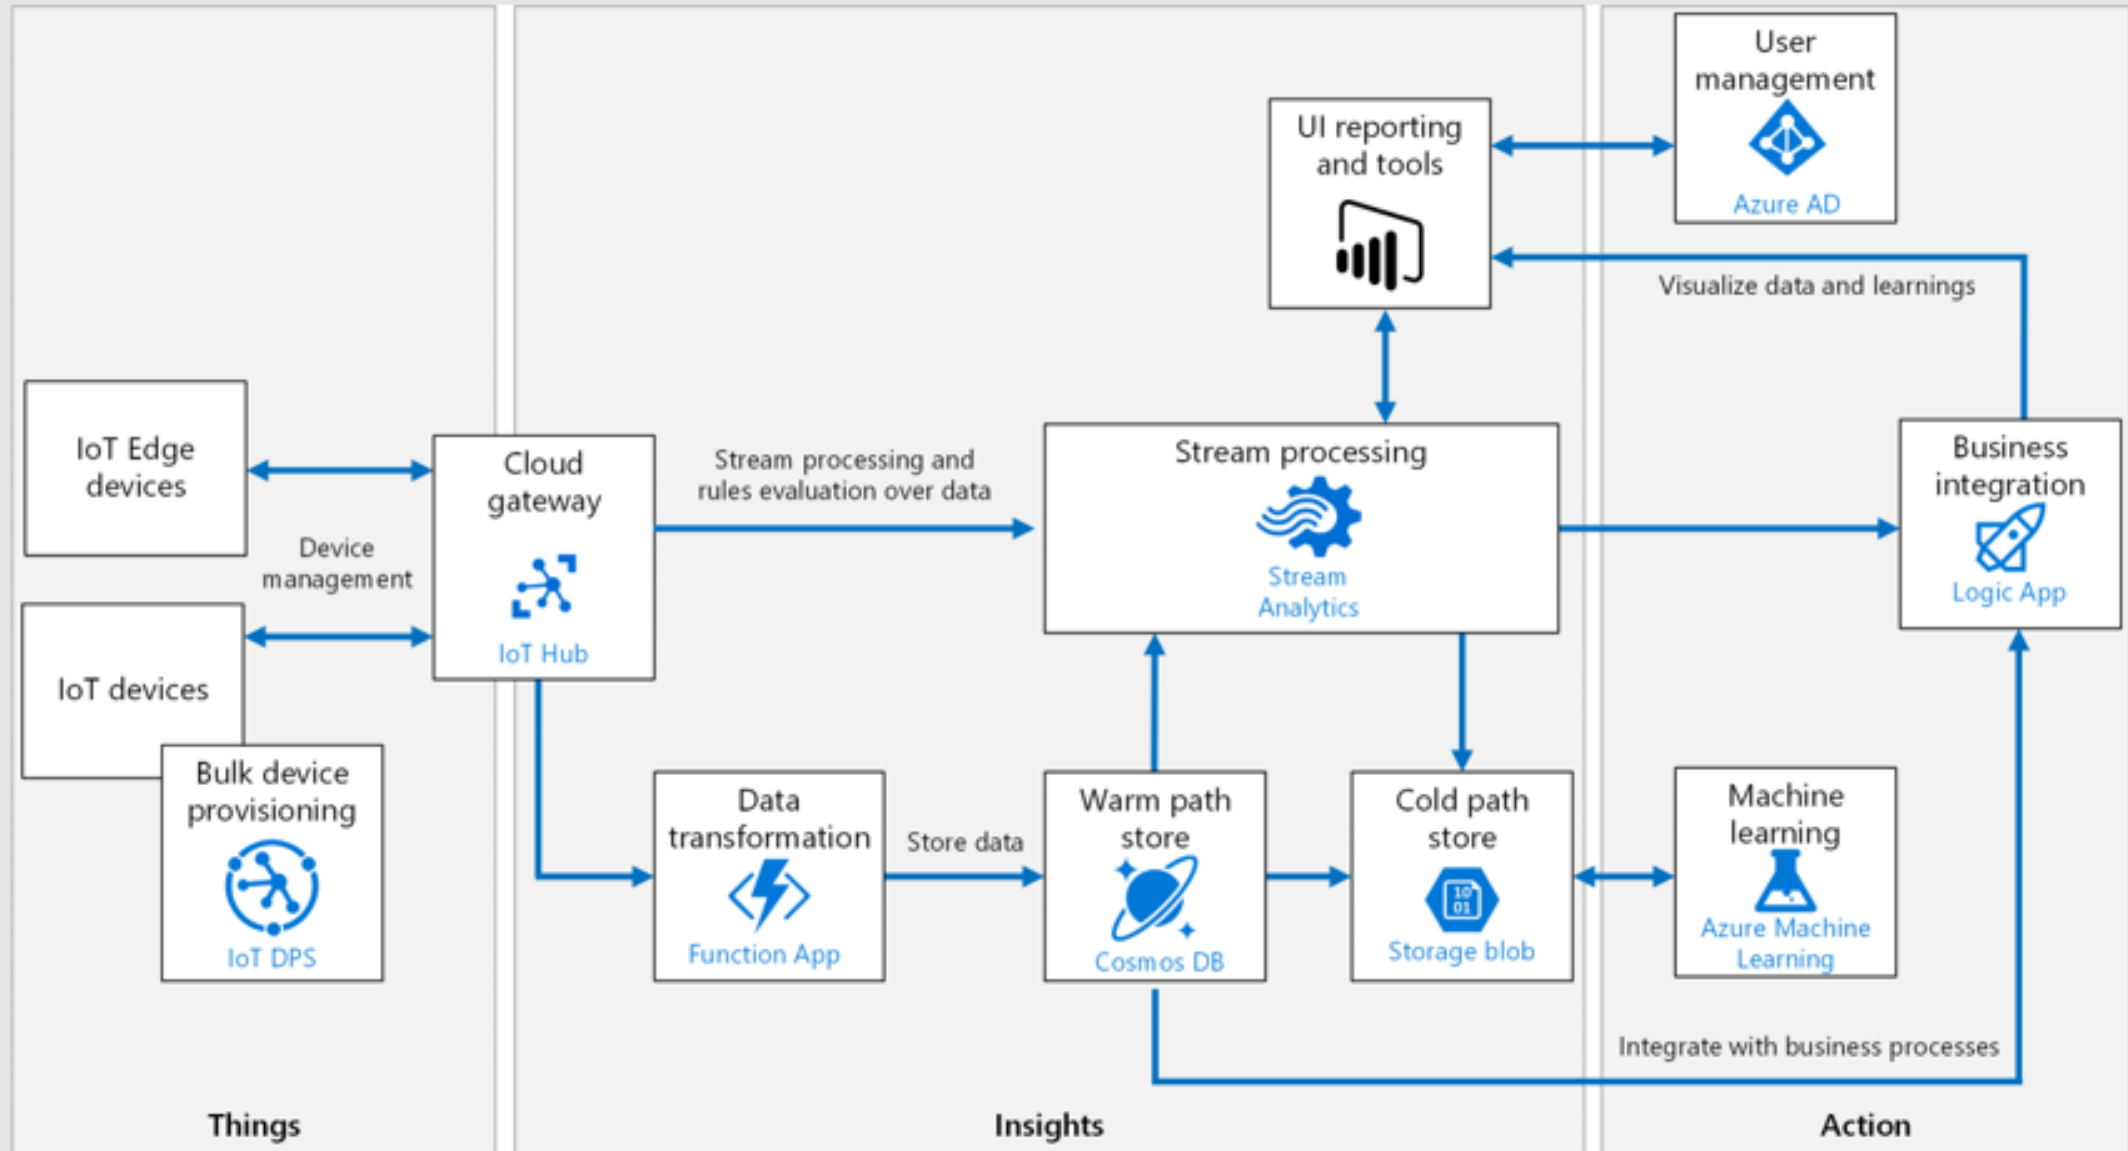 User
management
Azure AD
UI reporting
and tools
Visualize data and learnings
IoT Edge
devices
Device
management
IoT devices
Bulk device
provisioning
IoT DPS
Cloud
gateway
IoT Hub
Stream processing and
rules evaluation over data
Stream processing
Stream
Analytics
Business
integration
Logic App
Data
transformation
Function App
Store data
Warm path
store
Cosmos DB
Cold path
store
10
01
Storage blob
Machine
learning
Azure Machine
Learning
Integrate with business processes
Things
Insights
Action